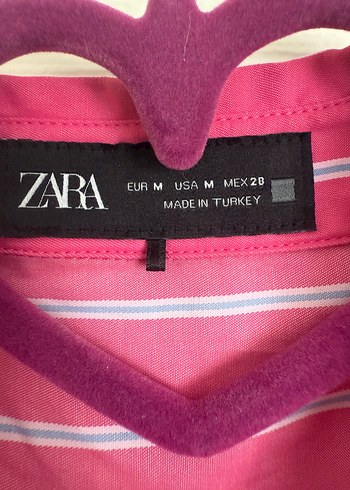 ZARA
EUR M USA M MEX 28
MADE IN TURKEY